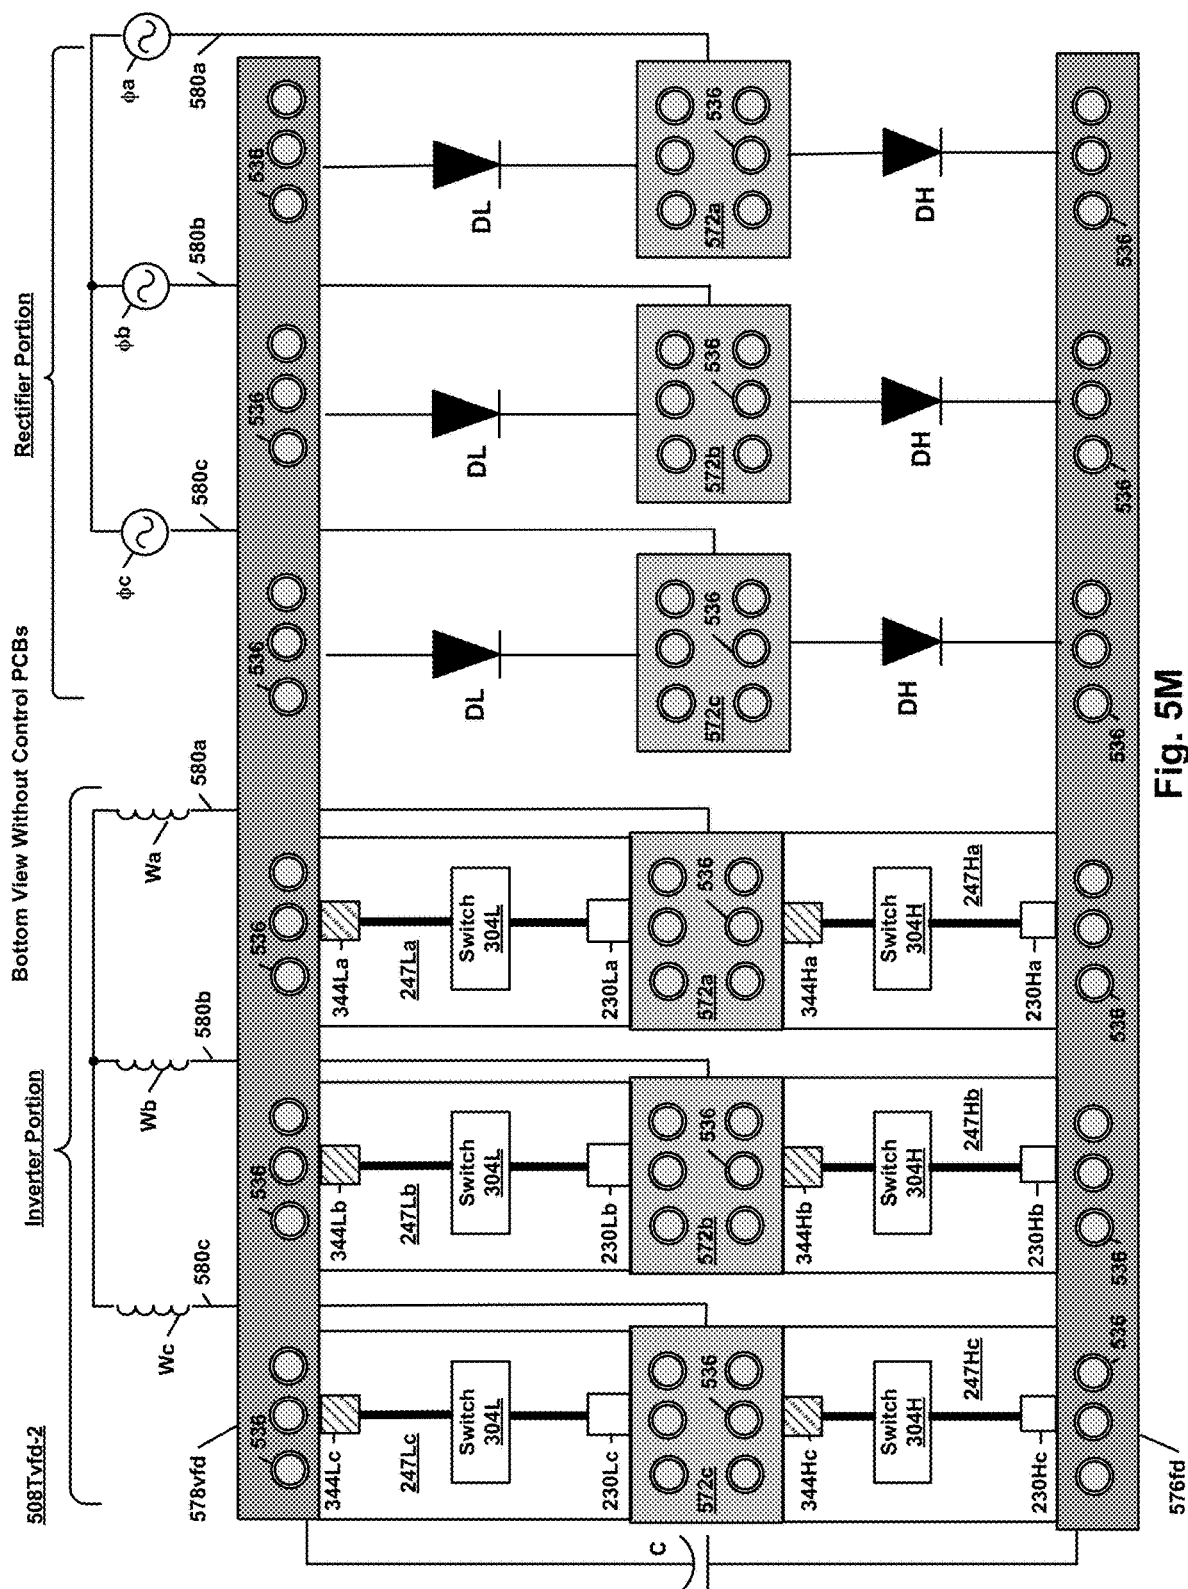 508Tvfd-2
Bottom View Without Control PCBs
Inverter Portion
Rectifier Portion
Wc
Wb
Wa
ϕc
ϕb
ϕa
578vfd
580c
580b
580a
580c
580b
580a
536
536
536
536
536
536
344Lc
344Lb
344La
247Lc
247Lb
247La
Switch
304L
Switch
304L
Switch
304L
DL
DL
DL
230Lc
230Lb
230La
C
572c
536
572b
536
572a
536
572c
536
572b
536
572a
536
344Hc
344Hb
344Ha
Switch
304H
Switch
304H
Switch
304H
DH
DH
DH
247Hc
247Hb
247Ha
230Hc
230Hb
230Ha
536
536
536
536
536
536
576fd
Fig. 5M